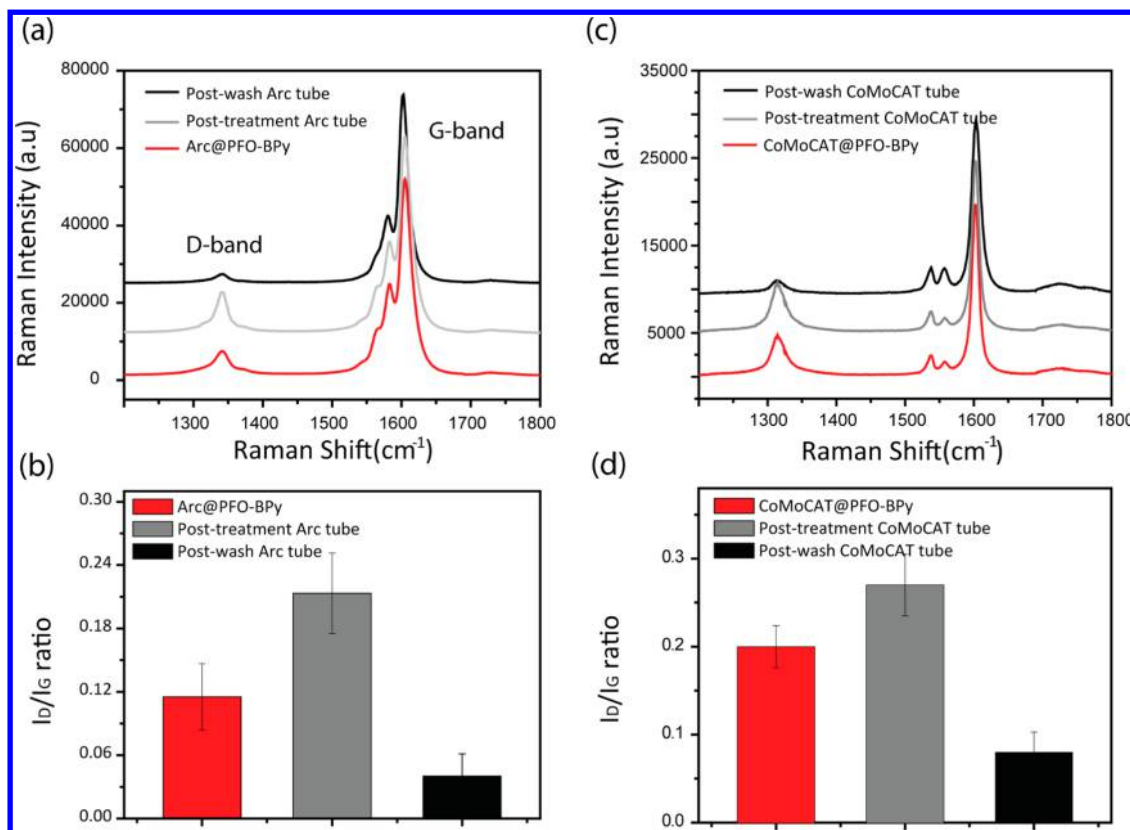 (a)
80000
60000
40000
20000
0
Raman Intensity (a.u)
Post-wash Arc tube
Post-treatment Arc tube
Arc@PFO-BPy
G-band
D-band
1300 1400 1500 1600 1700 1800
Raman Shift(cm-1)
(c)
35000
25000
15000
5000
Raman Intensity (a.u)
Post-wash CoMoCAT tube
Post-treatment CoMoCAT tube
CoMoCAT@PFO-BPy
1300 1400 1500 1600 1700 1800
Raman Shift(cm-1)
(b)
0.30
0.24
0.18
0.12
0.06
0.00
ID/IG ratio
Arc@PFO-BPy
Post-treatment Arc tube
Post-wash Arc tube
(d)
0.3
0.2
0.1
0.0
ID/IG ratio
CoMoCAT@PFO-BPy
Post-treatment CoMoCAT tube
Post-wash CoMoCAT tube